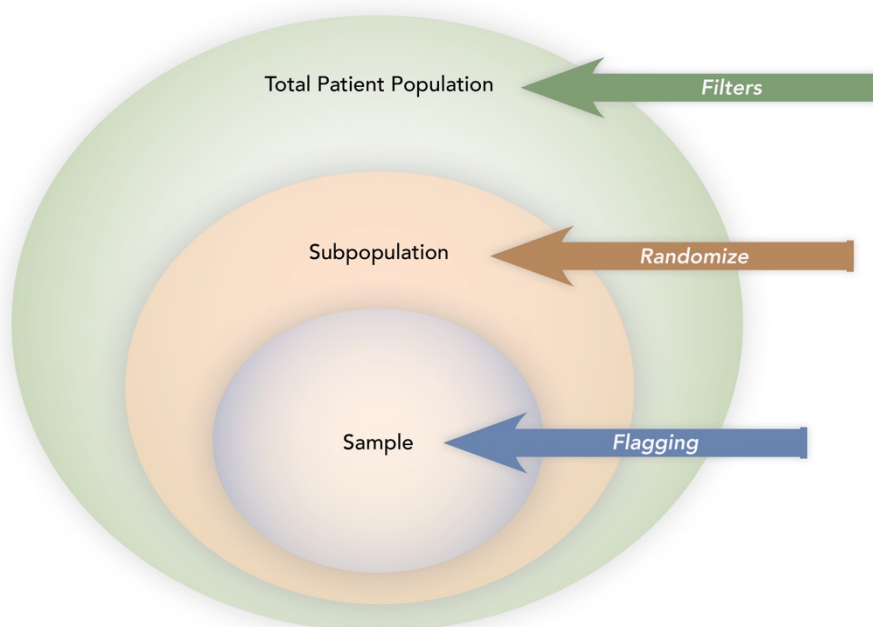 Total Patient Population
Filters
Subpopulation
Randomize
Sample
Flagging